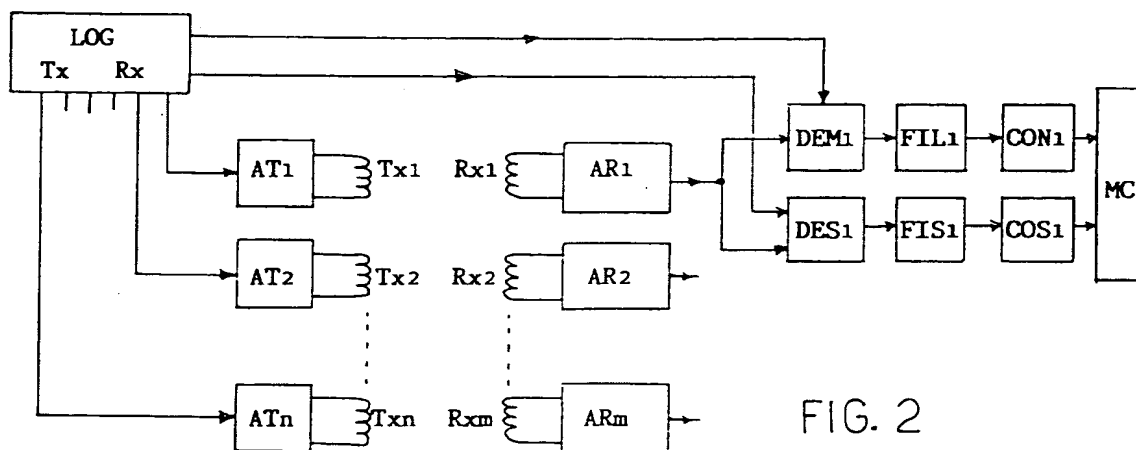 LOG
Tx Rx
AT1 Tx1 Rx1 AR1 DEM1 FIL1 CON1 MC
DES1 FIS1 COS1
AT2 Tx2 Rx2 AR2
ATn Txn Rxm ARm
FIG. 2